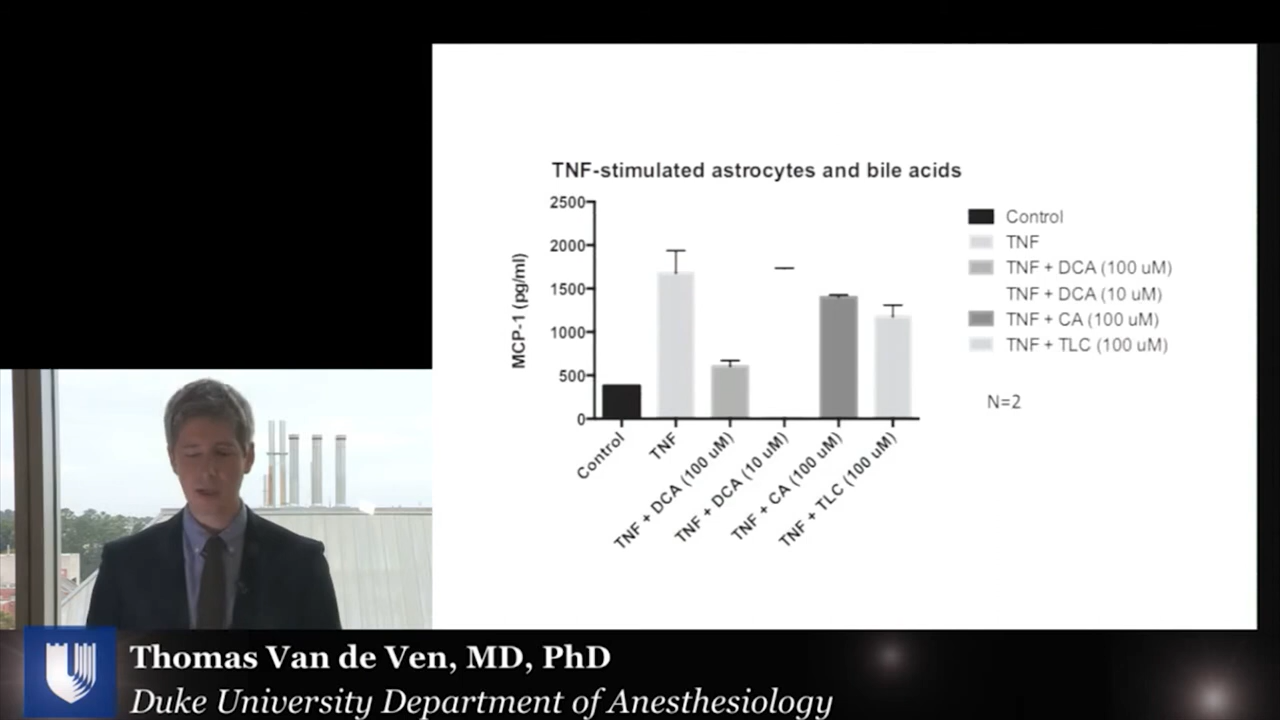 TNF-stimulated astrocytes and bile acids
2500
2000
1500
1000
500
0
MCP-1 (pg/ml)
Control
TNF
TNF + DCA (100 uM)
TNF + DCA (10 uM)
TNF + CA (100 uM)
TNF + TLC (100 uM)
Control
TNF
TNF + DCA (100 uM)
TNF + DCA (10 uM)
TNF + CA (100 uM)
TNF + TLC (100 uM)
N=2
Thomas Van de Ven, MD, PhD
Duke University Department of Anesthesiology